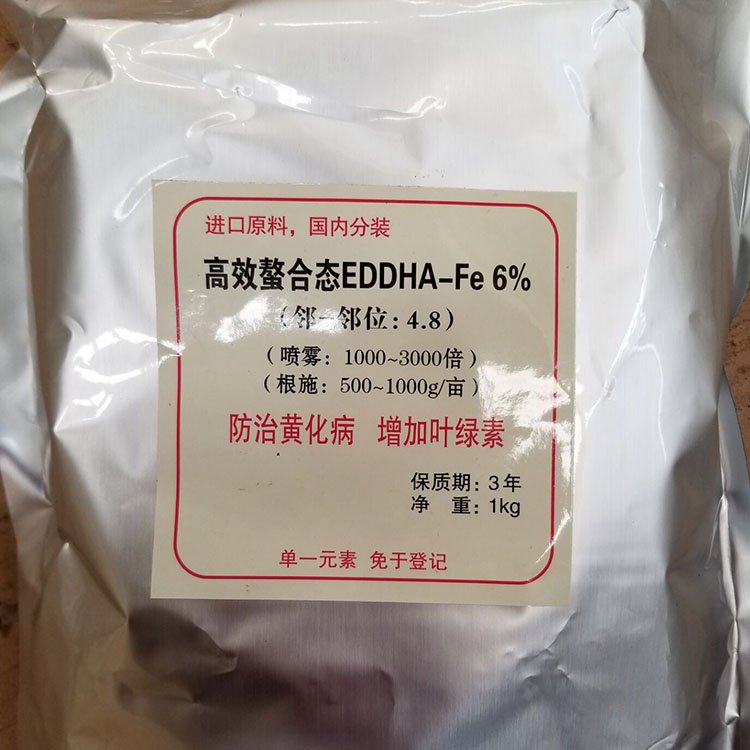 进口原料，国内分装
高效螯合态EDDHA-Fe 6%
（邻-邻位：4.8）
（喷雾：1000~3000倍）
（根施：500~1000g/亩）
防治黄化病 增加叶绿素
保质期：3年
净 重：1kg
单一元素 免于登记